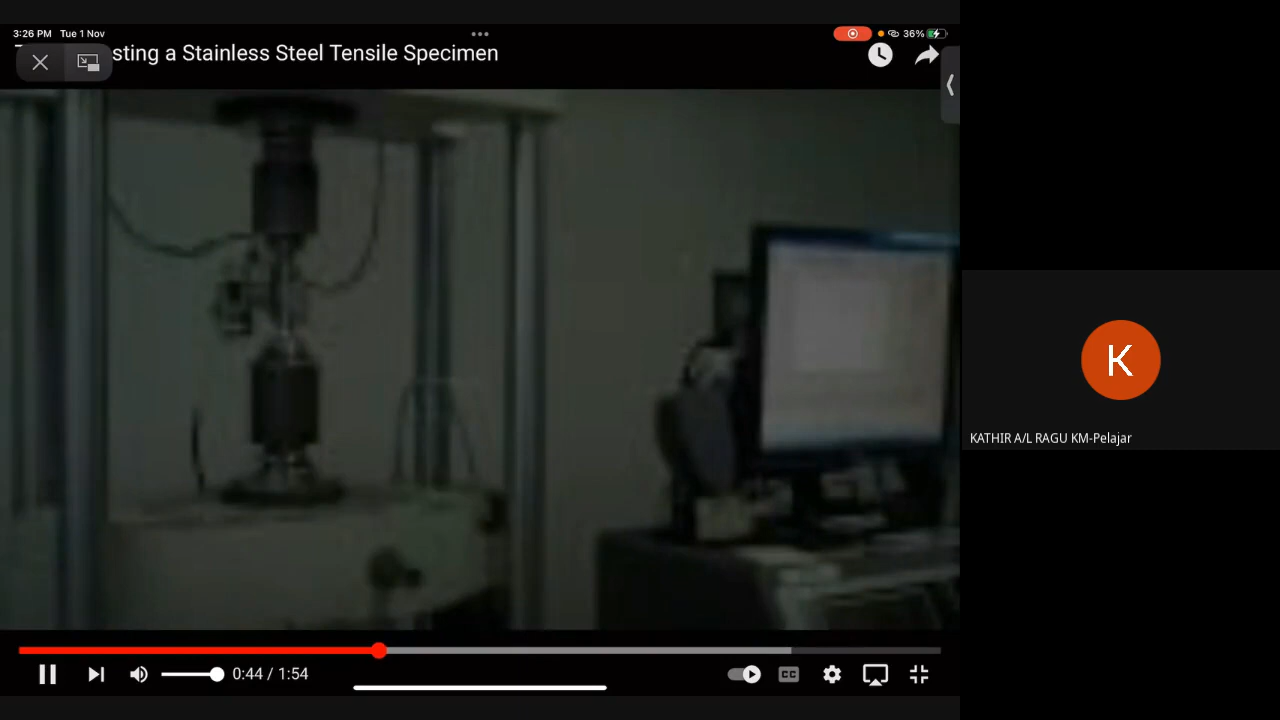 3:26 PM Tue 1 Nov
36%
sting a Stainless Steel Tensile Specimen
K
KATHIR A/L RAGU KM-Pelajar
0:44 / 1:54
CC